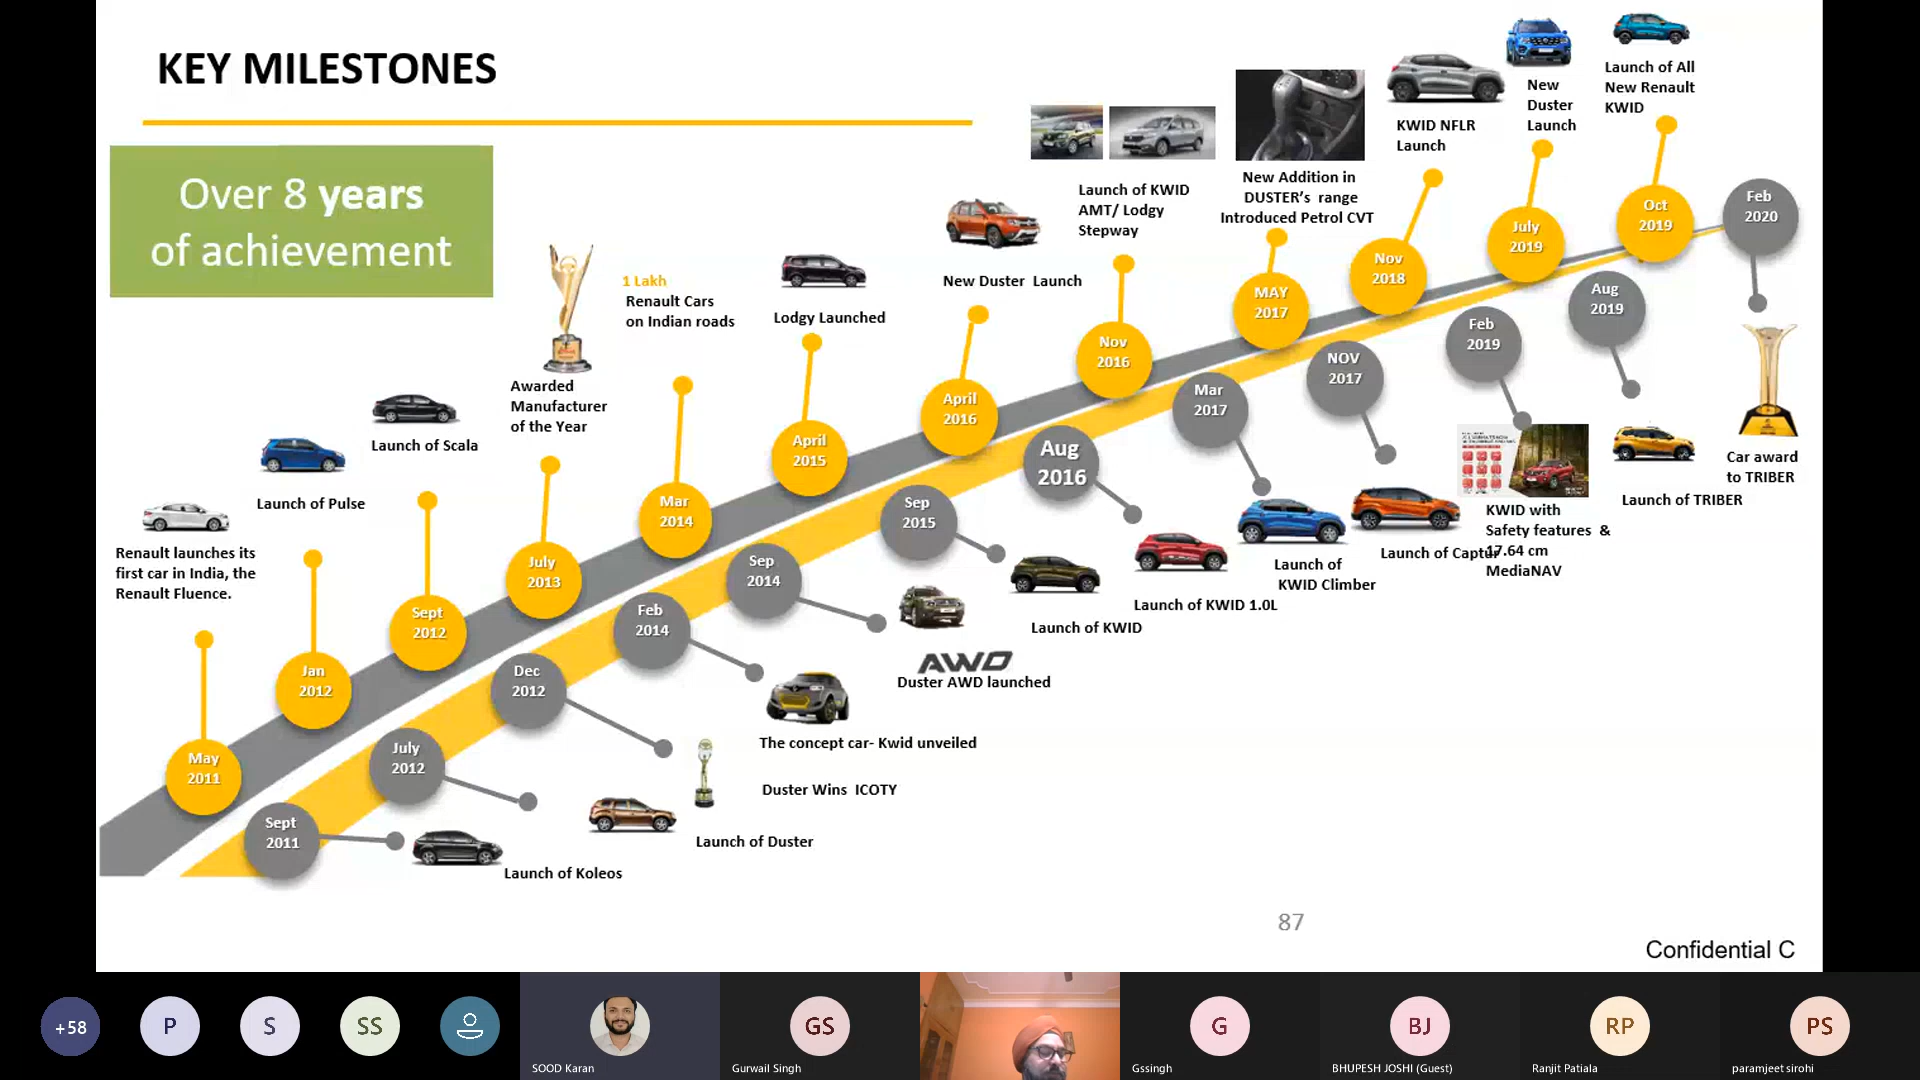 KEY MILESTONES
Over 8 years
of achievement
Renault launches its
first car in India, the
Renault Fluence.
May
2011
Sept
2011
Launch of Koleos
Launch of Pulse
Jan
2012
July
2012
Launch of Duster
Launch of Scala
Sept
2012
Dec
2012
Duster Wins ICOTY
Awarded
Manufacturer
of the Year
July
2013
Feb
2014
The concept car- Kwid unveiled
1 Lakh
Renault Cars
on Indian roads
Mar
2014
Sep
2014
AWD
Duster AWD launched
Lodgy Launched
April
2015
Sep
2015
Launch of KWID
New Duster Launch
April
2016
Aug
2016
Launch of KWID 1.0L
Launch of KWID
AMT/ Lodgy
Stepway
Nov
2016
Mar
2017
Launch of
KWID Climber
New Addition in
DUSTER's range
Introduced Petrol CVT
MAY
2017
NOV
2017
Launch of Captur
KWID NFLR
Launch
Nov
2018
Feb
2019
KWID with
Safety features &
17.64 cm
MediaNAV
New
Duster
Launch
July
2019
Aug
2019
Launch of TRIBER
Launch of All
New Renault
KWID
Oct
2019
Feb
2020
Car award
to TRIBER
87
Confidential C
+58
P
S
SS
SOOD Karan
GS
Gurwail Singh
G
Gssingh
BJ
BHUPESH JOSHI (Guest)
RP
Ranjit Patiala
PS
paramjeet sirohi